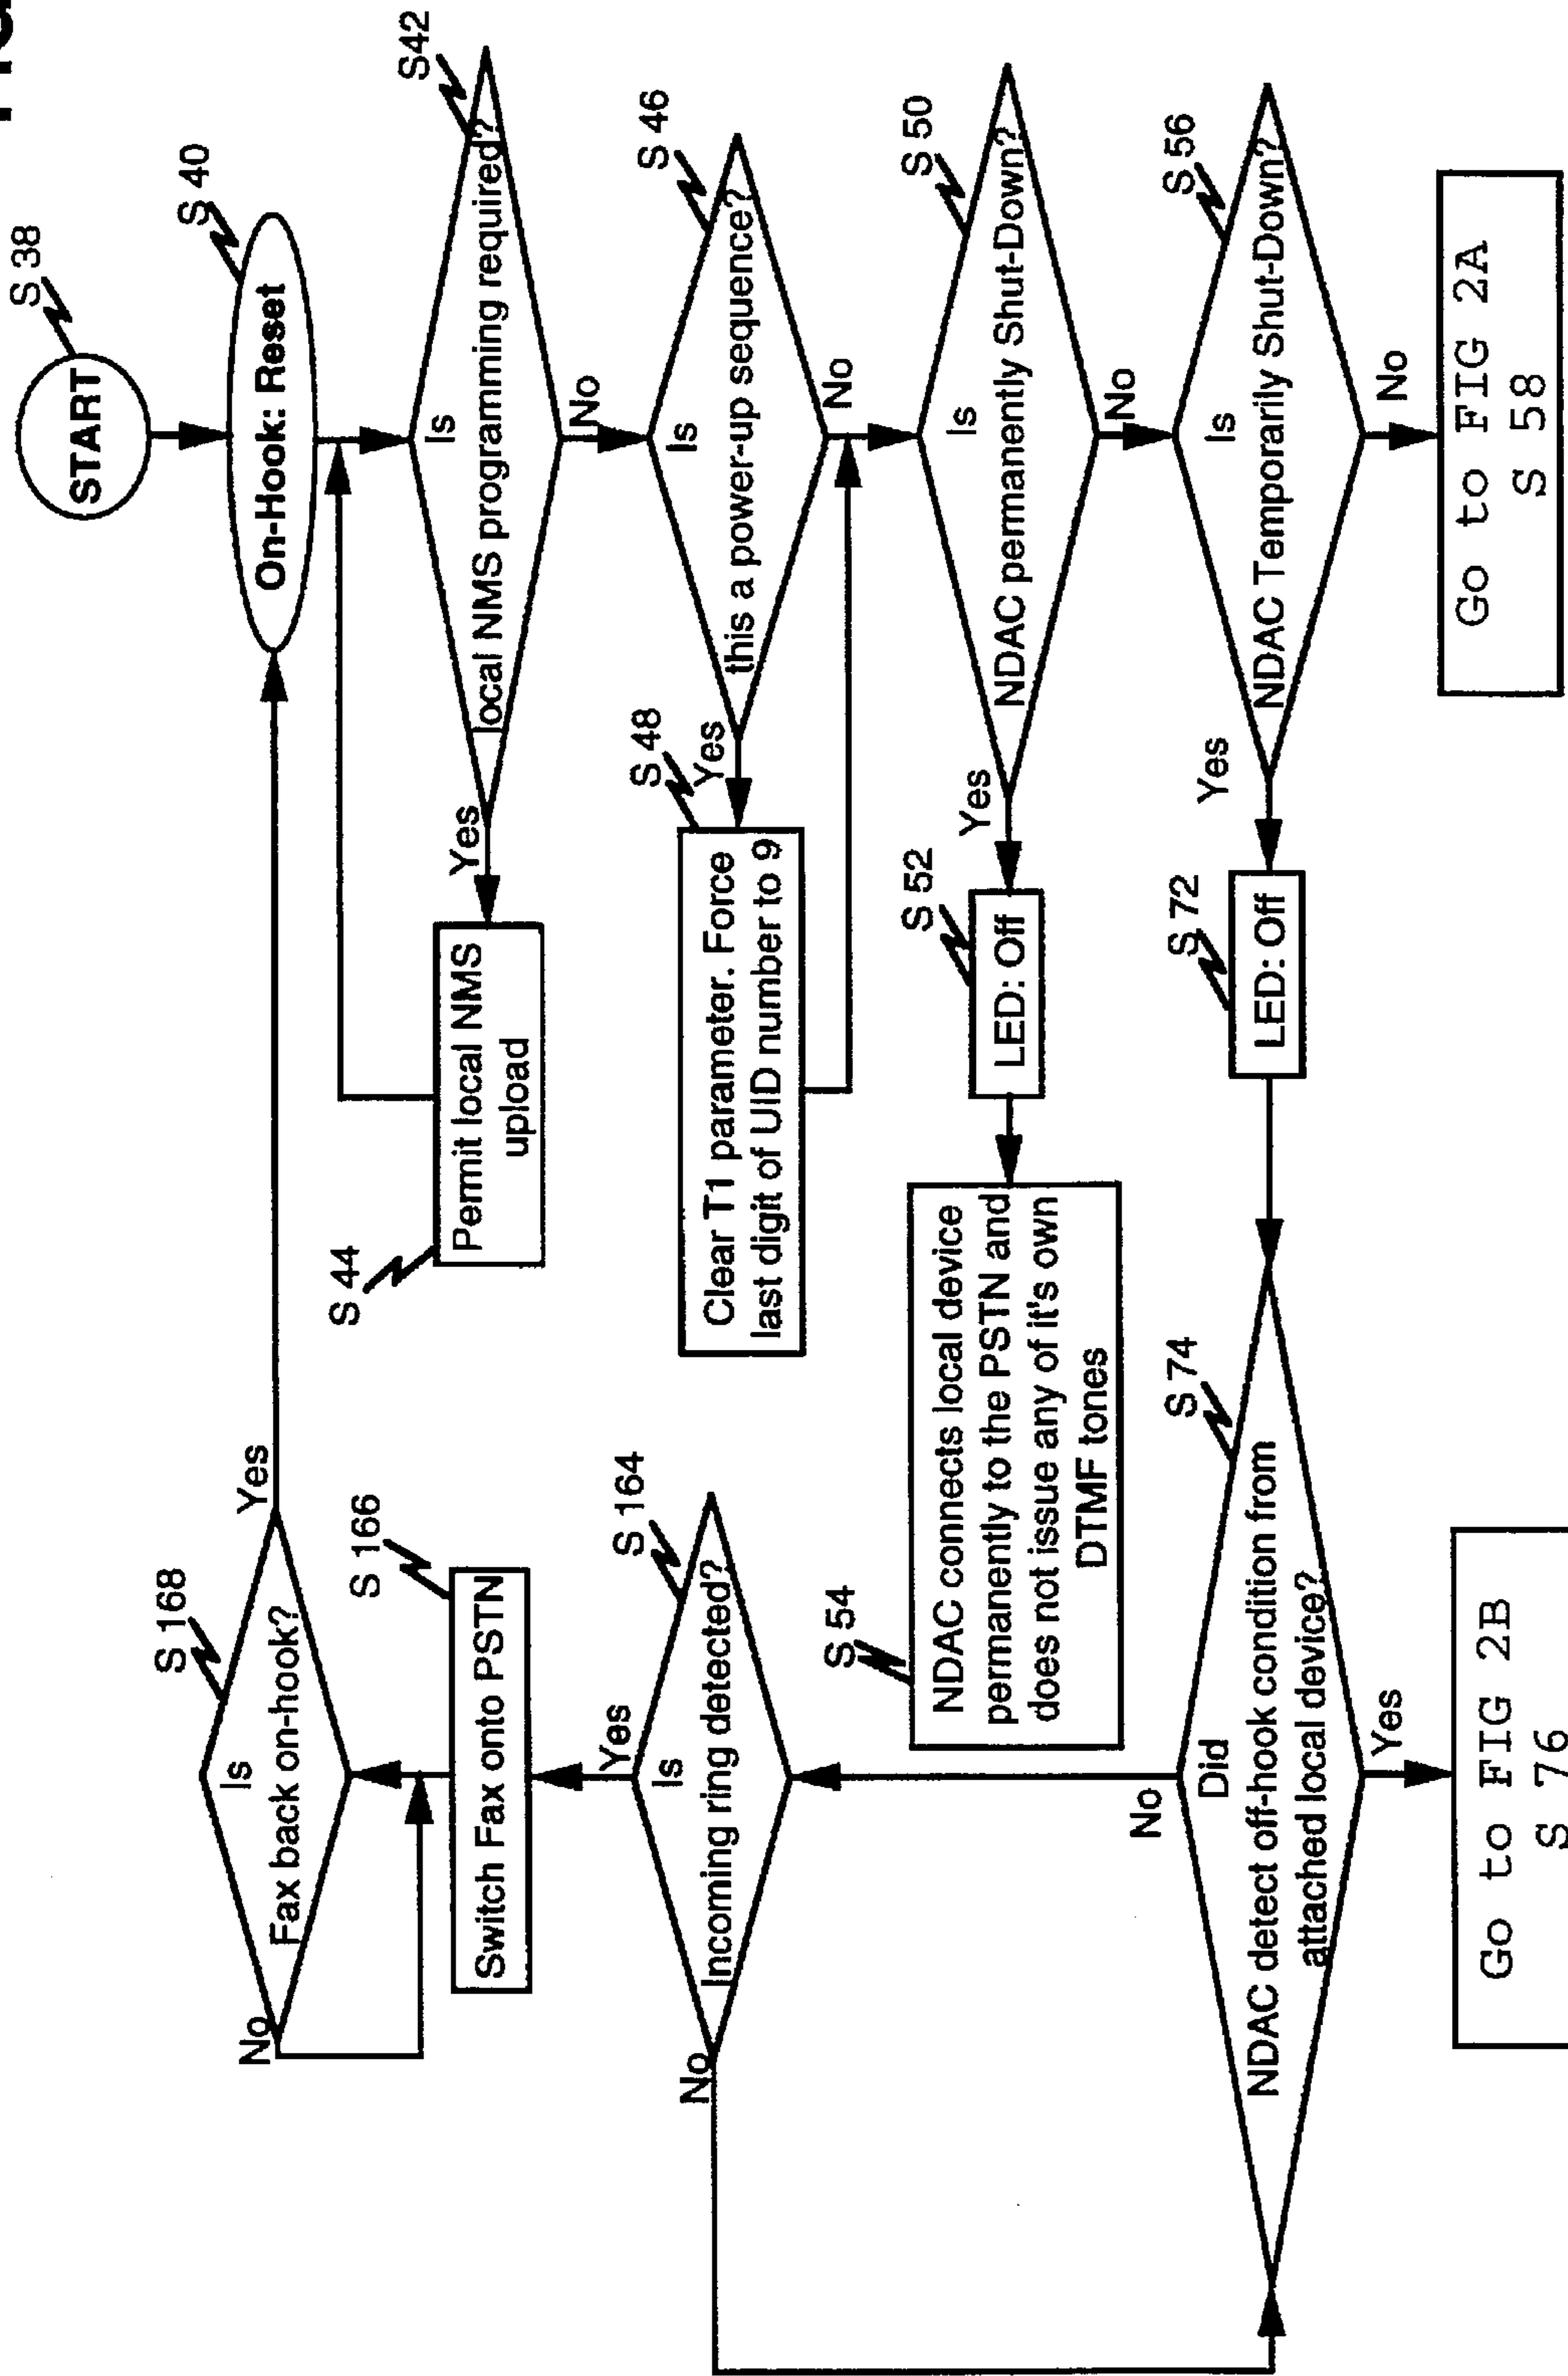 S 38
START
S 40
On-Hook: Reset
S42
Is
local NMS programming required?
Yes
No
S 44
Permit local NMS
upload
S 46
Is
this a power-up sequence?
Yes
No
S 48
Clear T1 parameter. Force
last digit of UID number to 9
S 50
Is
NDAC permanently Shut-Down?
Yes
No
S 52
LED: Off
S 54
NDAC connects local device
permanently to the PSTN and
does not issue any of it's own
DTMF tones
S 56
Is
NDAC Temporarily Shut-Down?
Yes
No
Go to FIG 2A
S 58
S 72
LED: Off
S 74
Did
NDAC detect off-hook condition from
attached local device?
No
Yes
Go to FIG 2B
S 76
S 164
Is
Incoming ring detected?
Yes
No
S 166
Switch Fax onto PSTN
S 168
Is
Fax back on-hook?
Yes
No